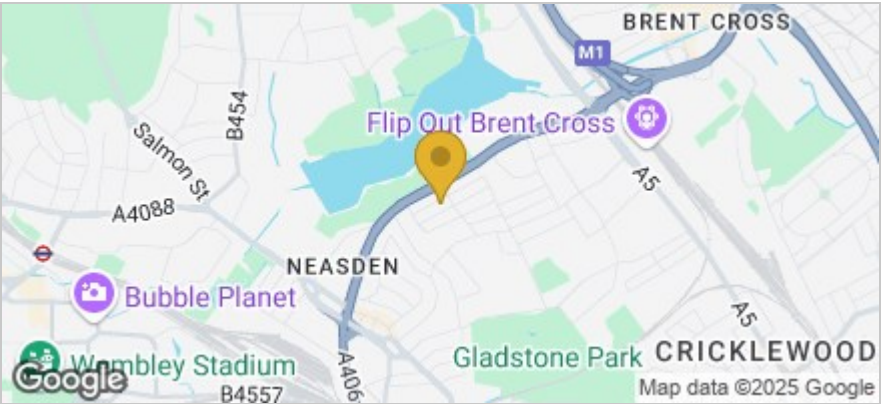 BRENT CROSS
M1
Flip Out Brent Cross
B454
Salmon St
A5
A4088
NEASDEN
Bubble Planet
A5
Wembley Stadium
Gladstone Park
CRICKLEWOOD
A406
B4557
Google
Map data ©2025 Google